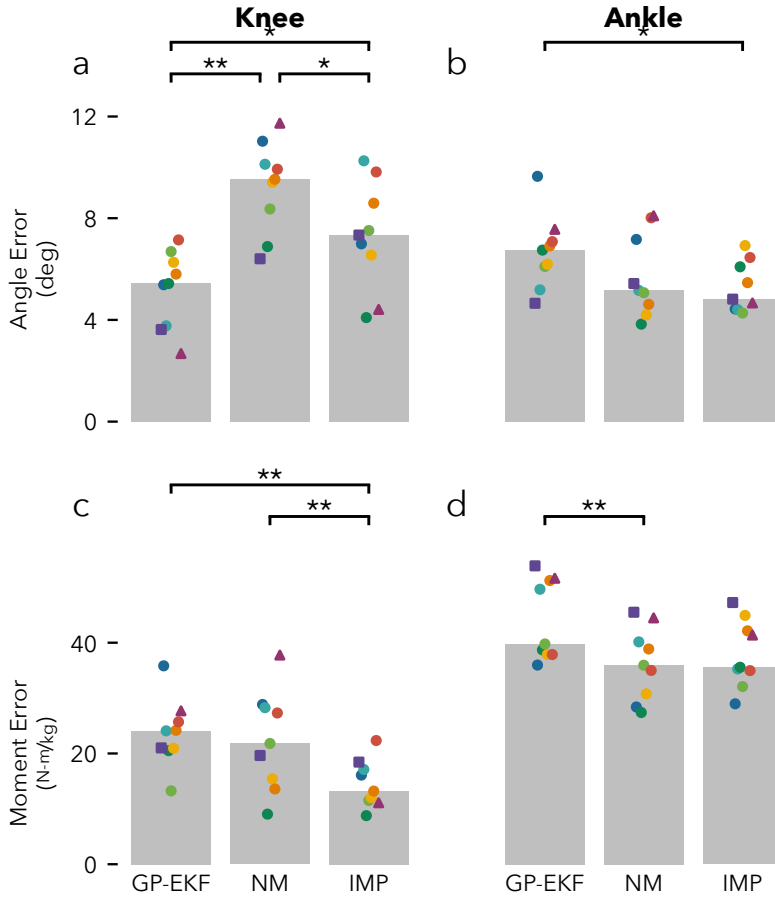 Knee
Ankle
*
*
a
b
**
*
12
8
4
0
Angle Error
(deg)
**
c
d
**
**
40
20
0
Moment Error
(N-m/kg)
GP-EKF NM IMP
GP-EKF NM IMP